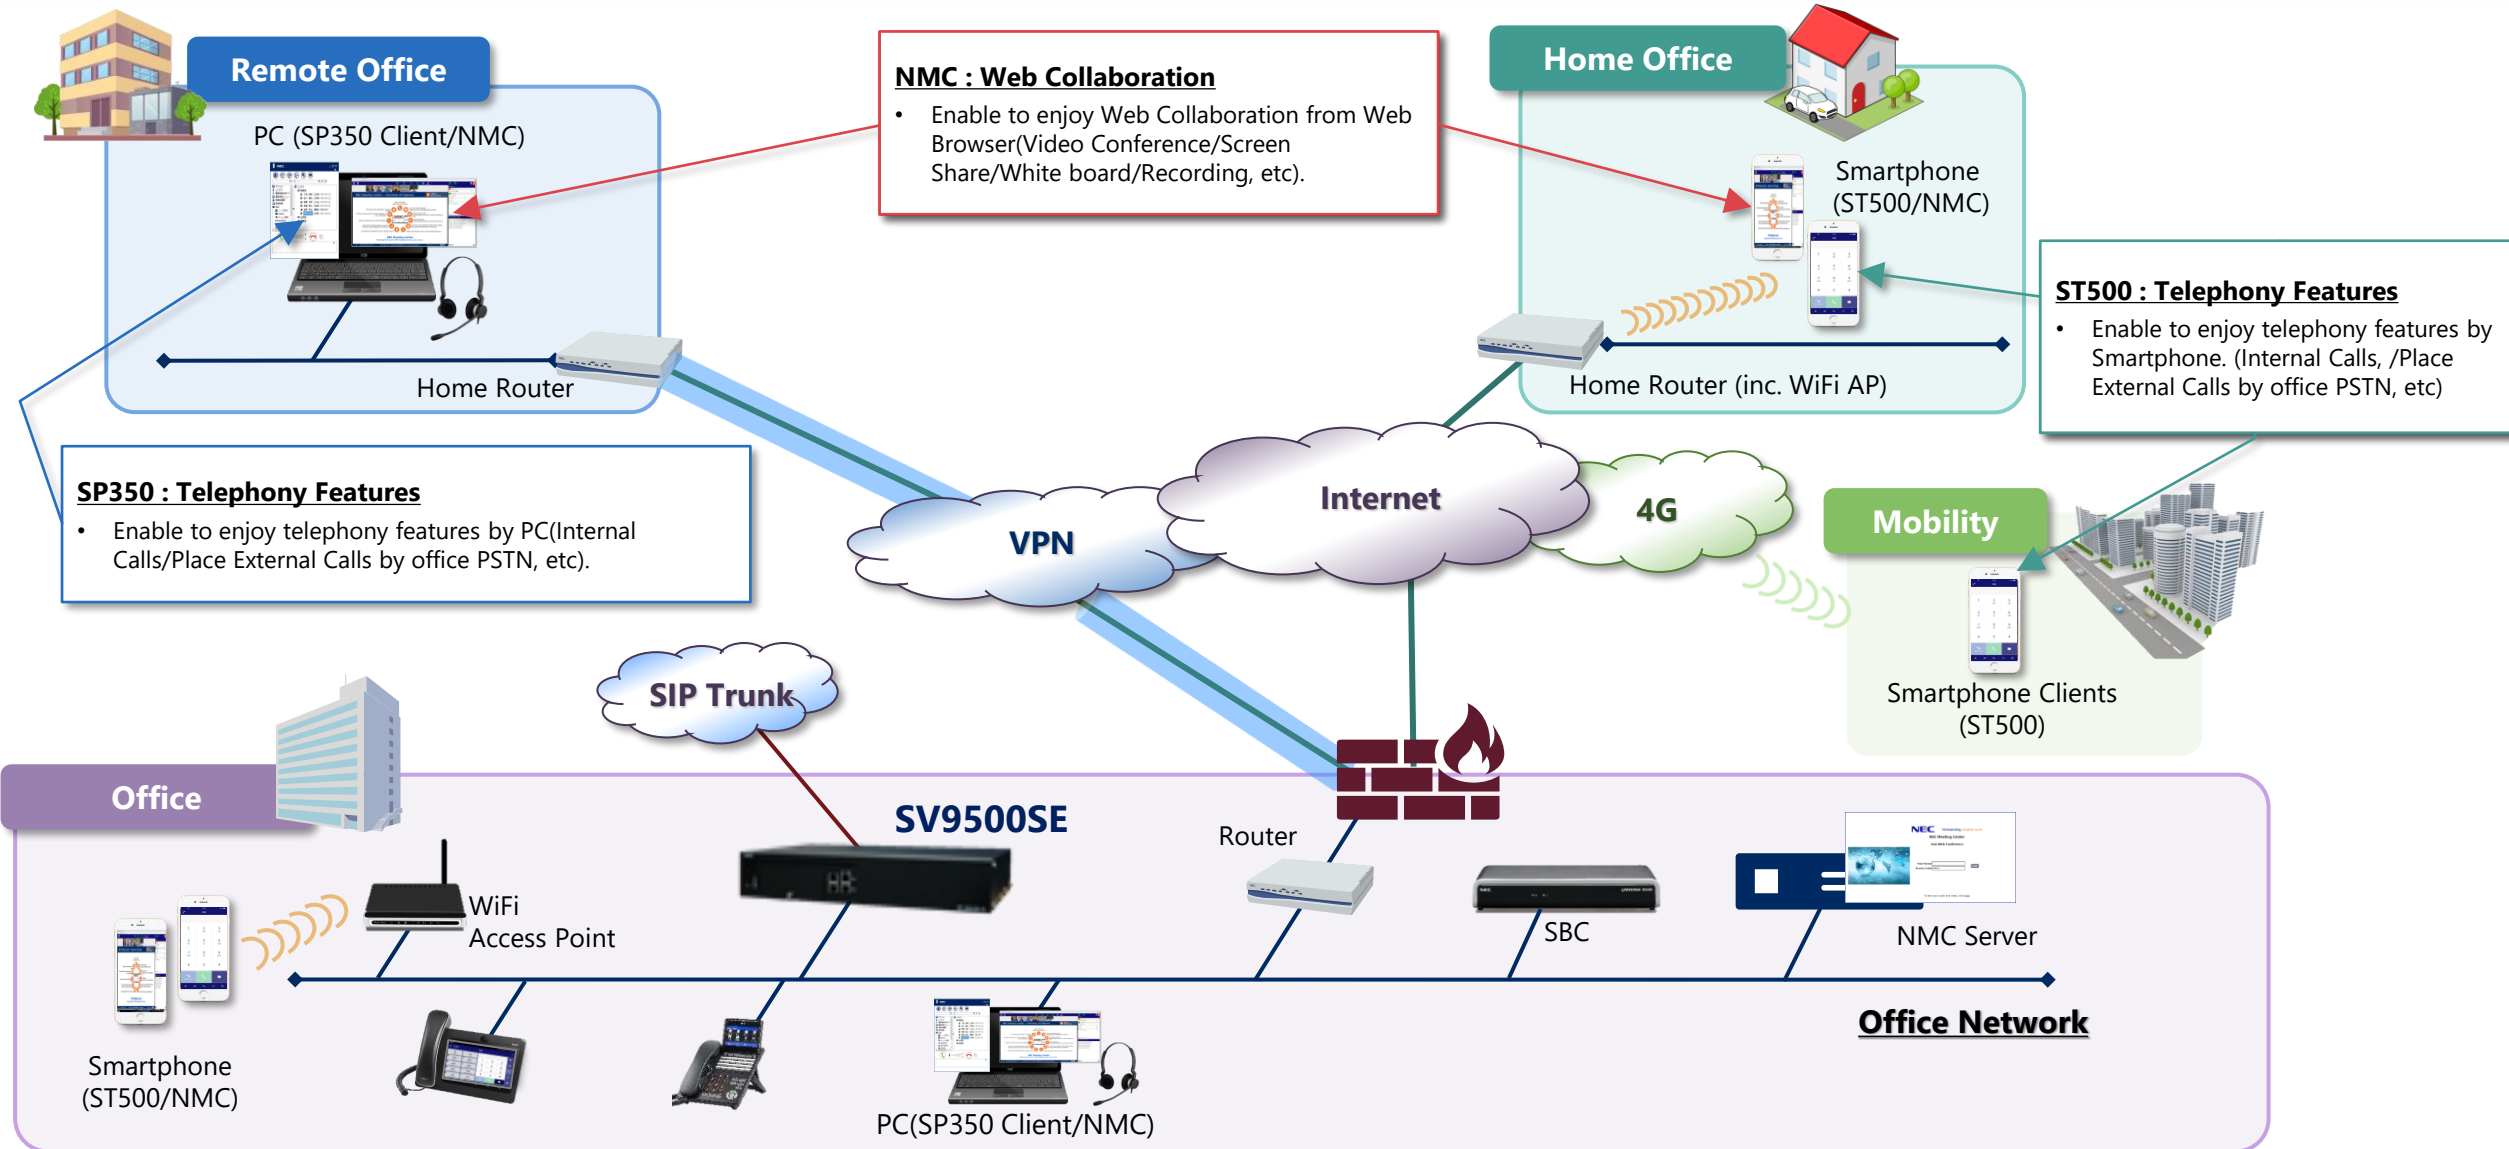 Remote Office
PC (SP350 Client/NMC)
Home Router
NMC : Web Collaboration
• Enable to enjoy Web Collaboration from Web
Browser(Video Conference/Screen
Share/White board/Recording, etc).
Home Office
Smartphone
(ST500/NMC)
Home Router (inc. WiFi AP)
ST500 : Telephony Features
• Enable to enjoy telephony features by
Smartphone. (Internal Calls, /Place
External Calls by office PSTN, etc)
SP350 : Telephony Features
• Enable to enjoy telephony features by PC(Internal
Calls/Place External Calls by office PSTN, etc).
VPN
Internet
4G
Mobility
Smartphone Clients
(ST500)
SIP Trunk
Office
SV9500SE
Router
WiFi
Access Point
SBC
NEC
NEC Meeting Center
NMC Server
Office Network
Smartphone
(ST500/NMC)
PC(SP350 Client/NMC)